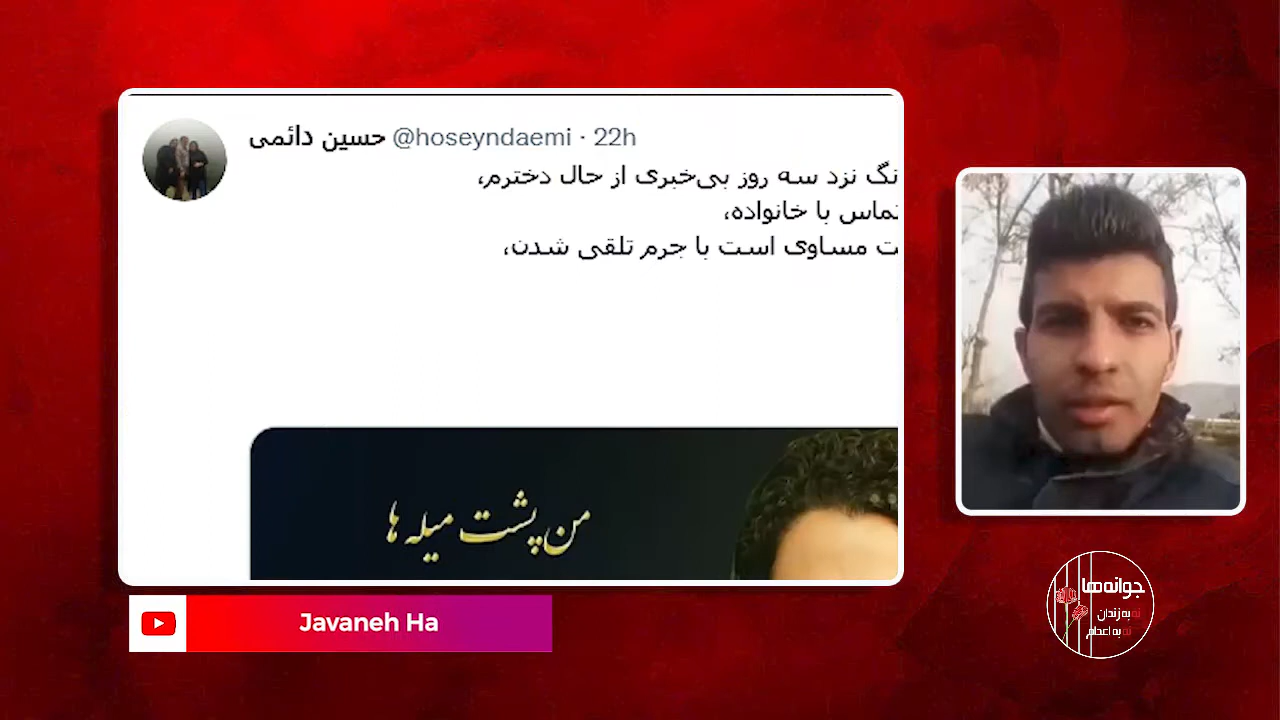 حسین دائمی @hoseyndaemi · 22h
نگ نزد سه روز بی‌خبری از حال دخترم،
تماس با خانواده،
ت مساوی است با جرم تلقی شدن،
من پشت میله ها
Javaneh Ha
جوانه‌ها
نه به زندان
نه به اعدام